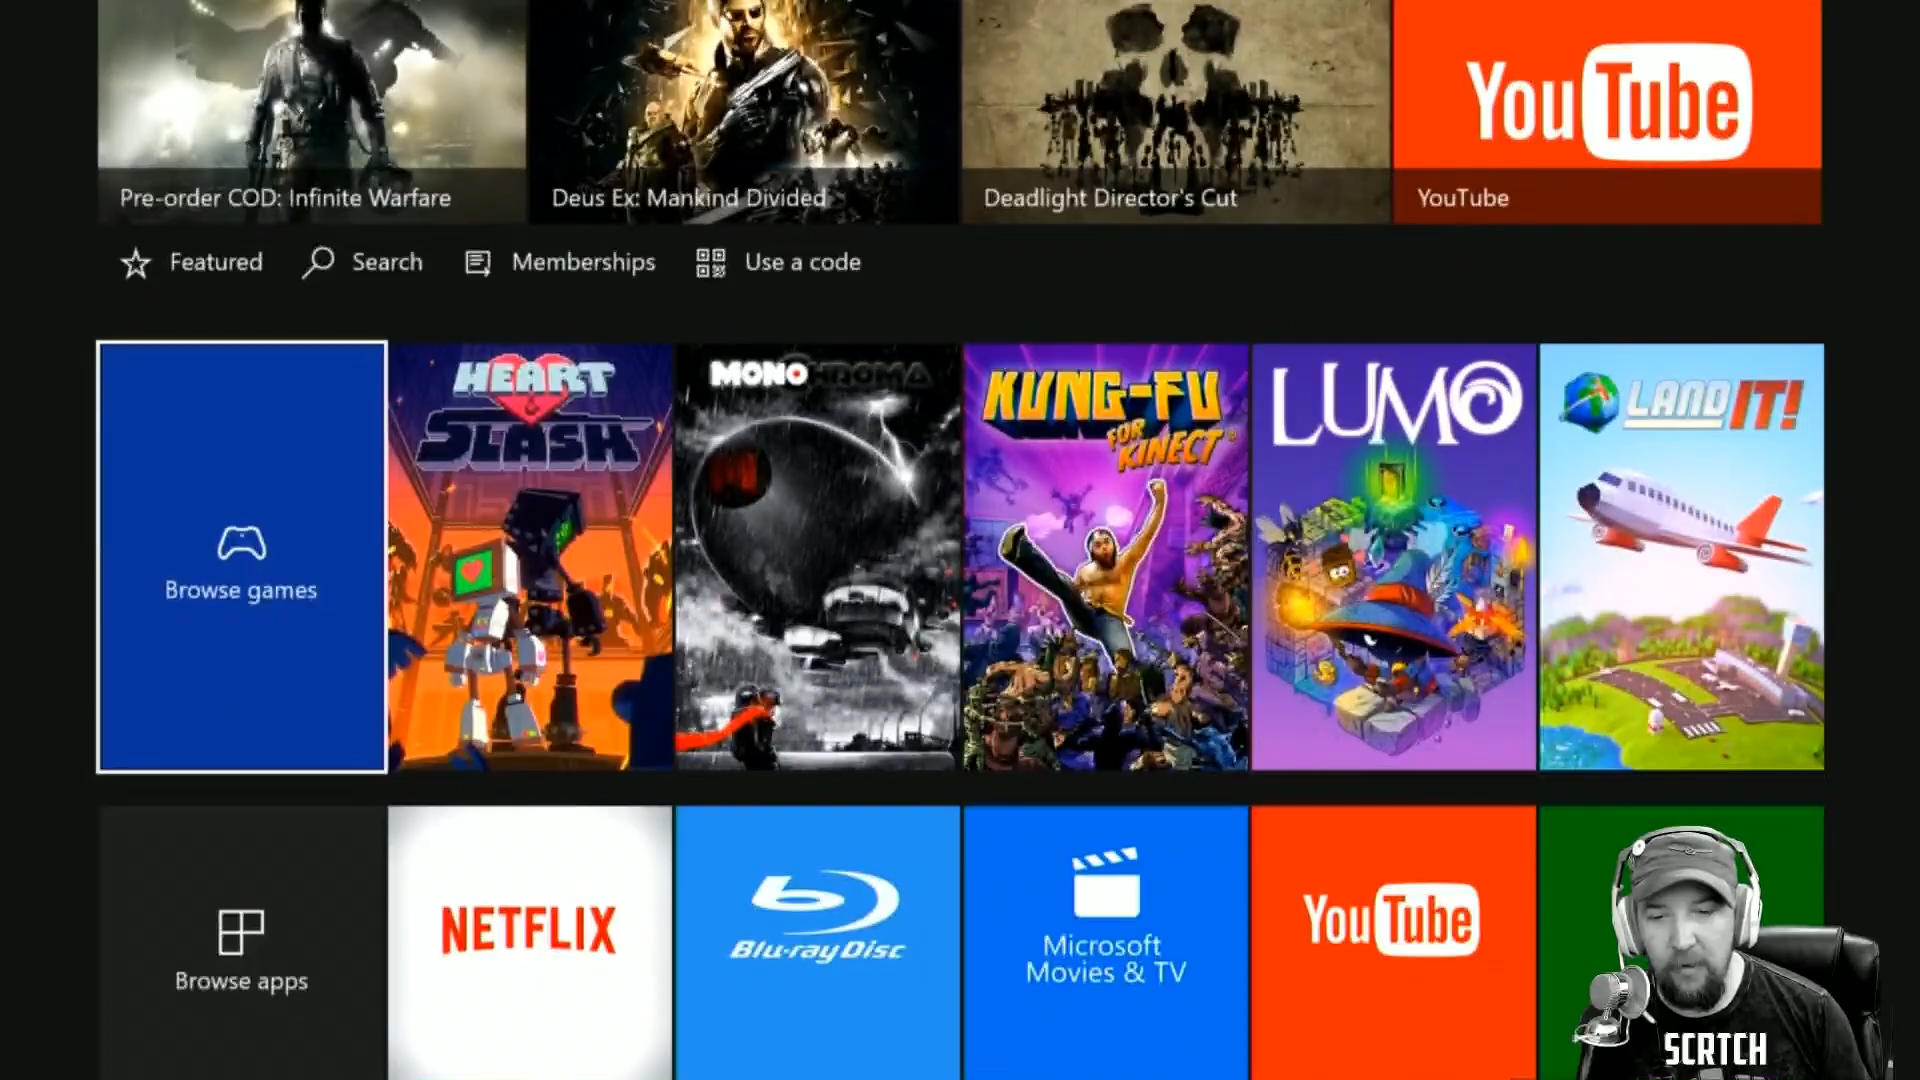 YouTube
Pre-order COD: Infinite Warfare
Deus Ex: Mankind Divided
Deadlight Director's Cut
YouTube
Featured
Search
Memberships
Use a code
Browse games
HEART
&
SLASH
MONOCHROMA
KUNG-FU
FOR
KINECT
LUMO
LAND IT!
Browse apps
NETFLIX
Blu-ray Disc
Microsoft
Movies & TV
YouTube
SCRTCH